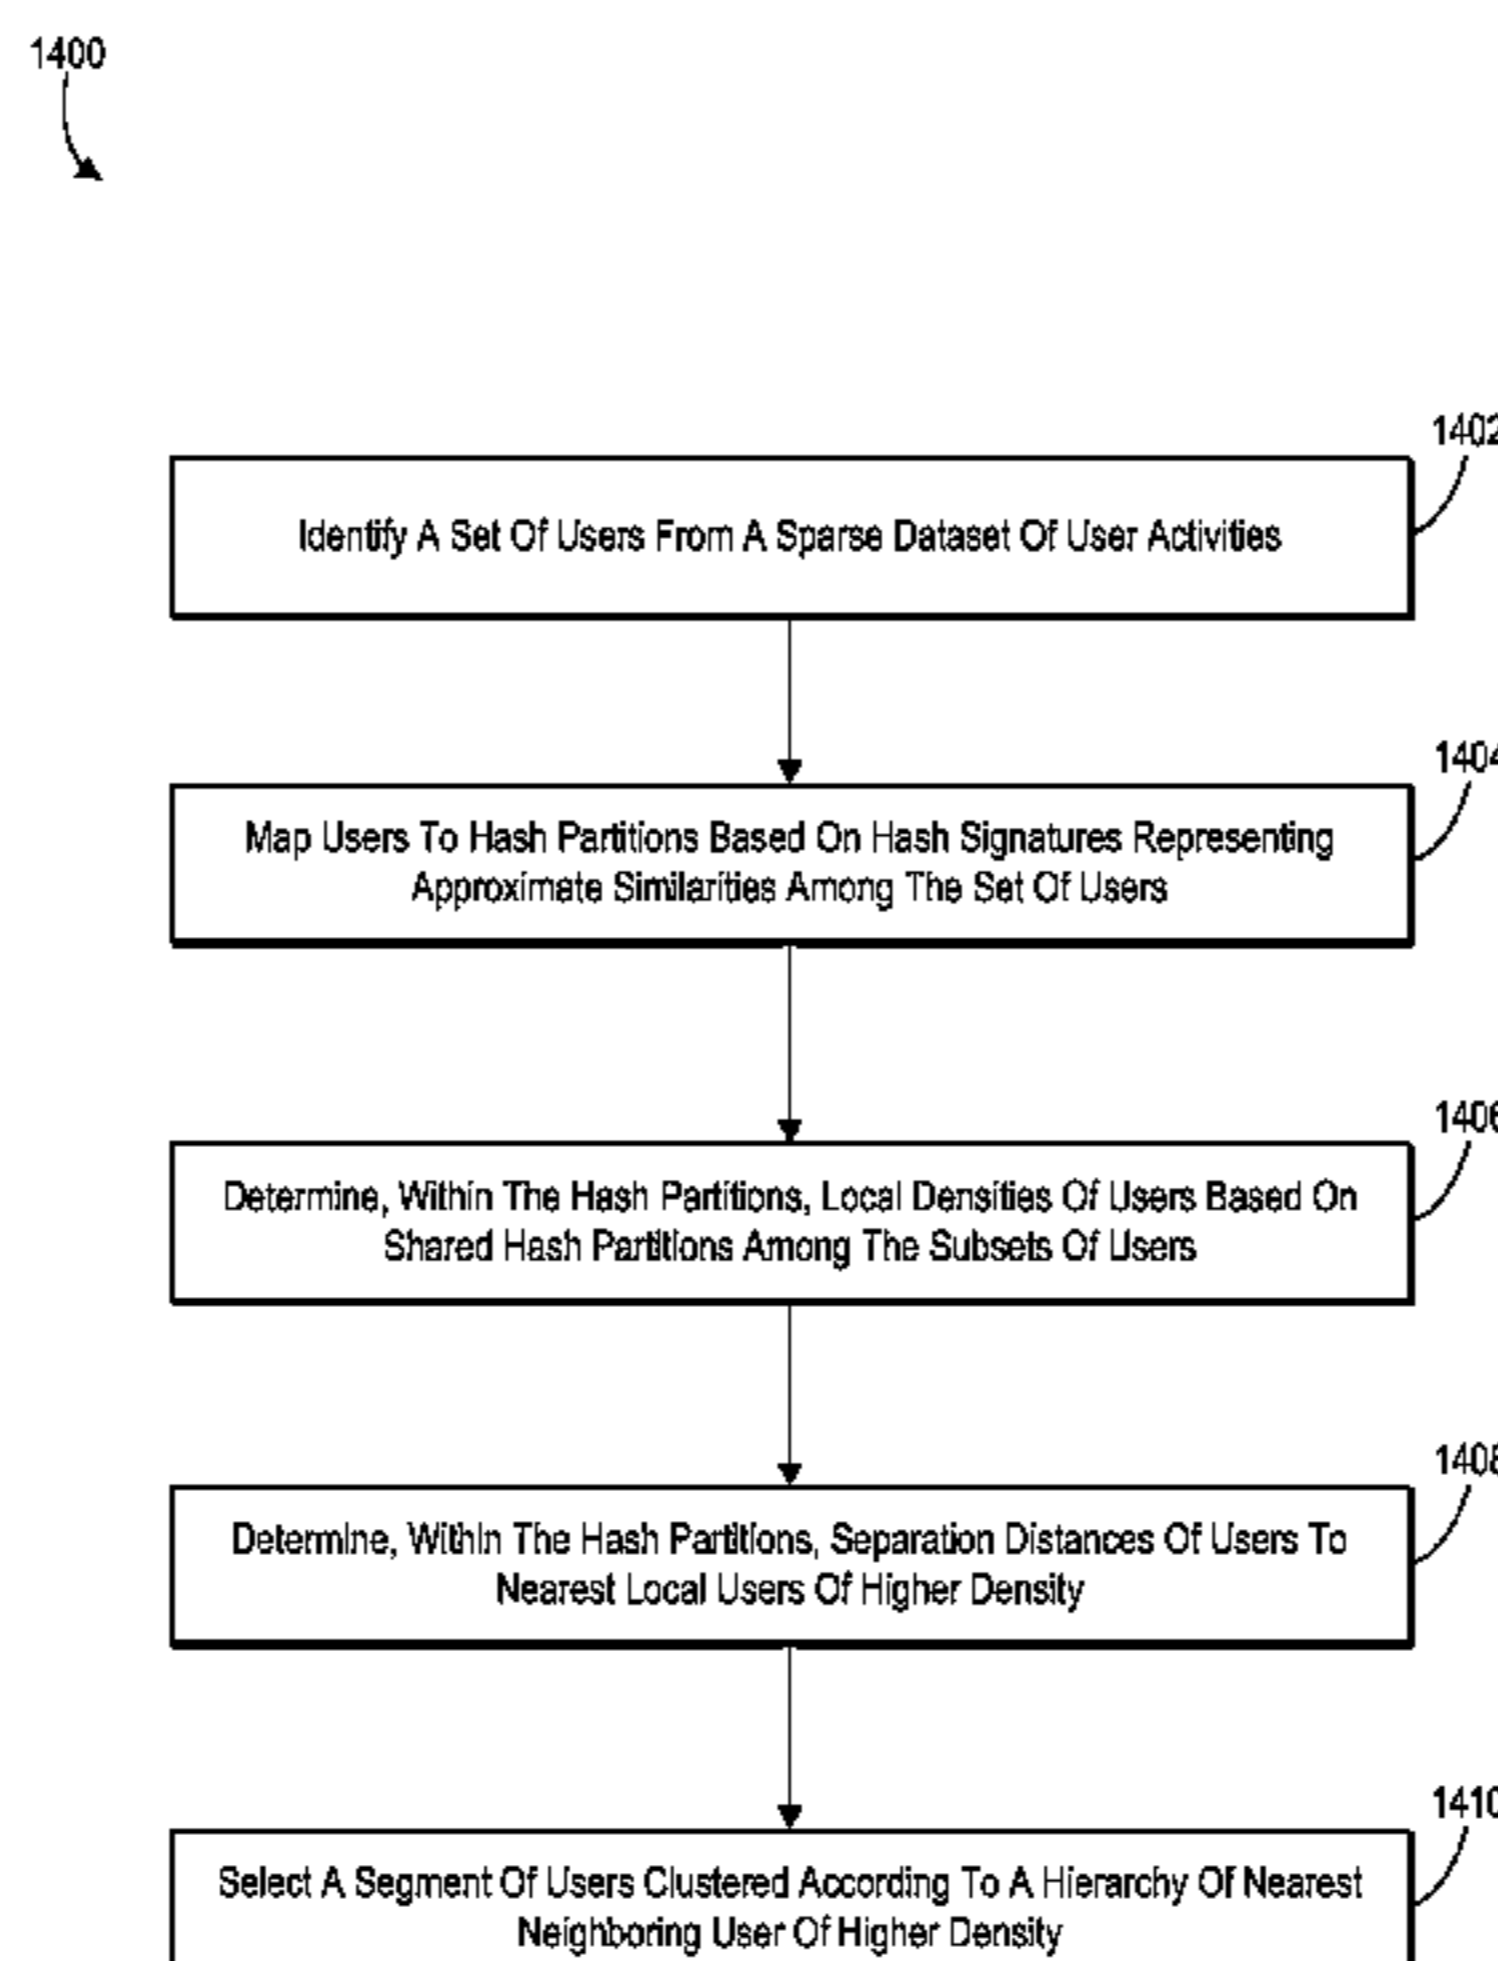 1400
1402
Identify A Set Of Users From A Sparse Dataset Of User Activities
1404
Map Users To Hash Partitions Based On Hash Signatures Representing
Approximate Similarities Among The Set Of Users
1406
Determine, Within The Hash Partitions, Local Densities Of Users Based On
Shared Hash Partitions Among The Subsets Of Users
1408
Determine, Within The Hash Partitions, Separation Distances Of Users To
Nearest Local Users Of Higher Density
1410
Select A Segment Of Users Clustered According To A Hierarchy Of Nearest
Neighboring User Of Higher Density